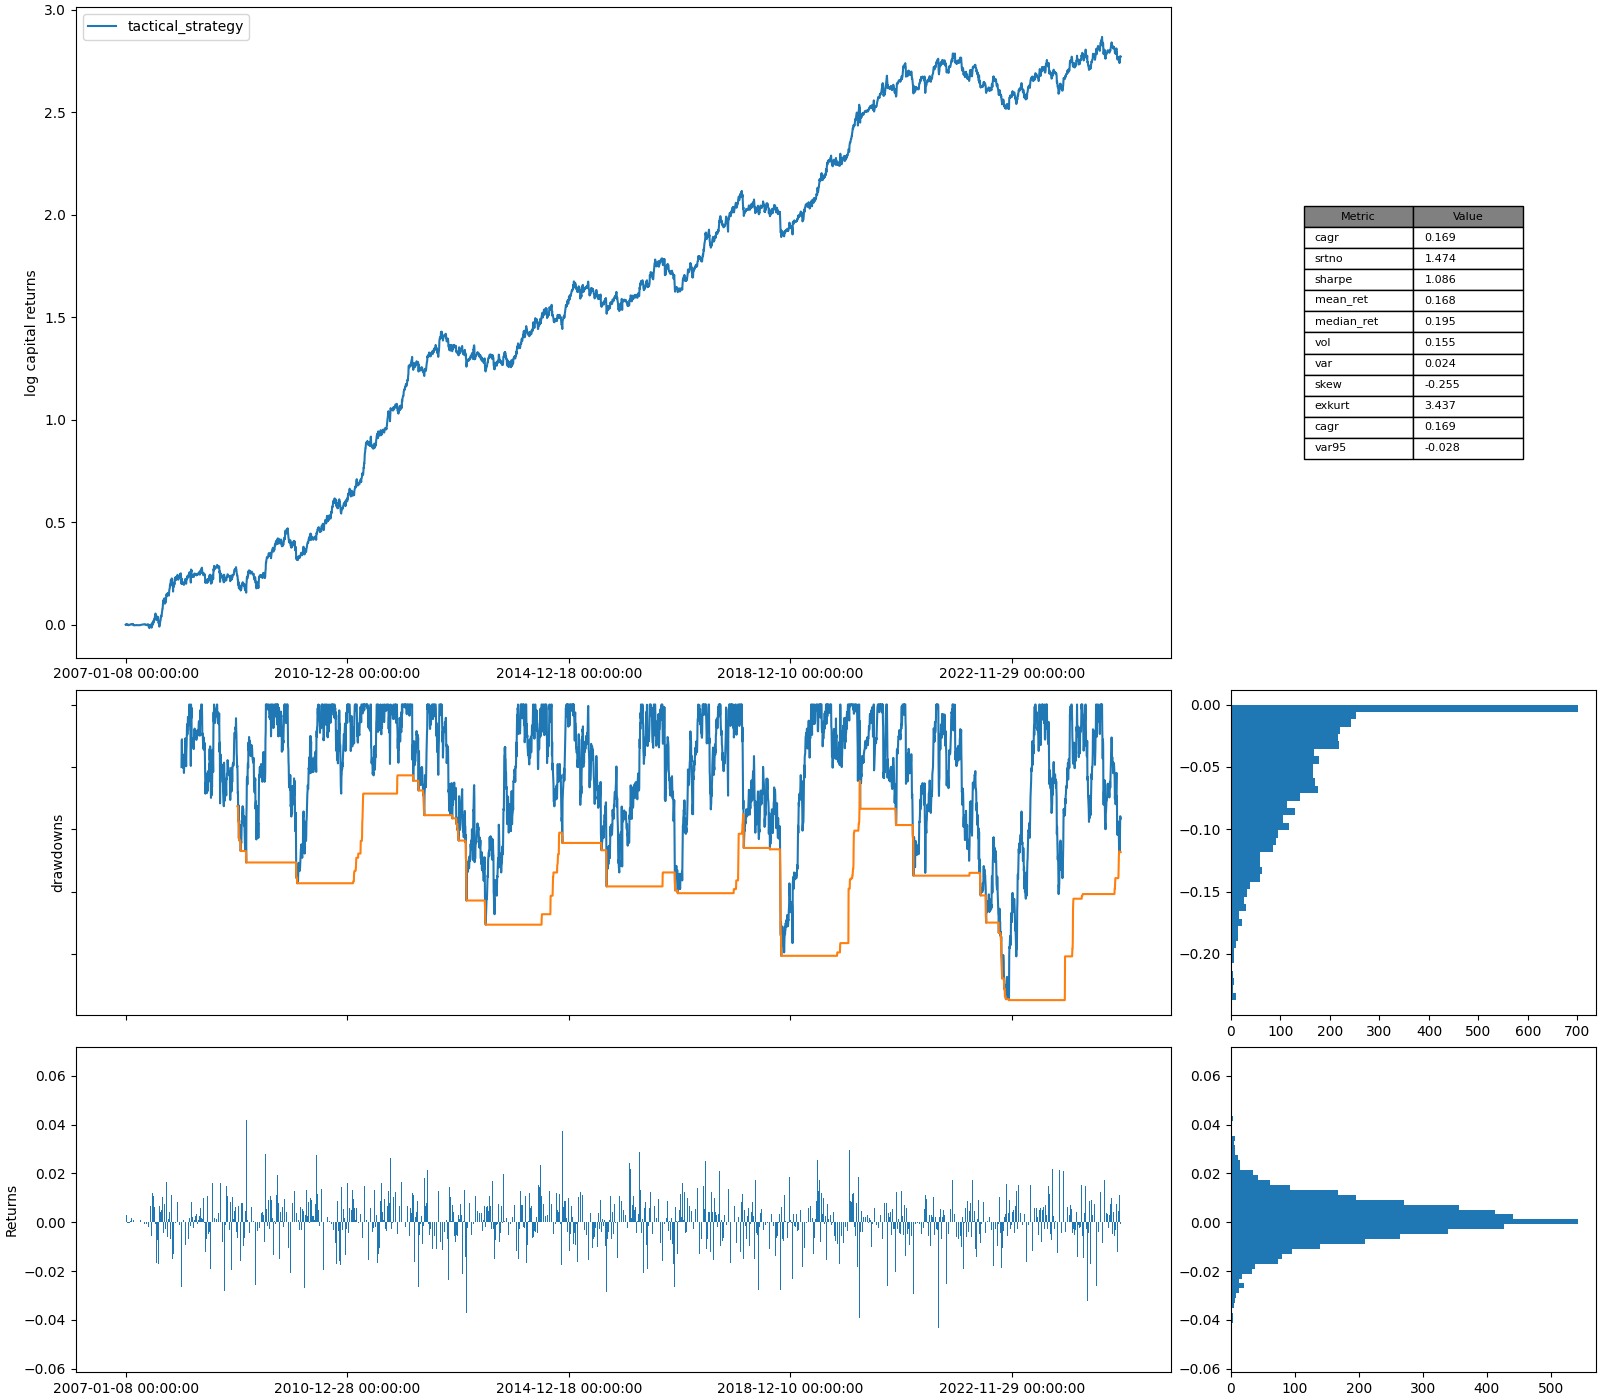 3.0
tactical_strategy
2.5
2.0
1.5
1.0
0.5
0.0
log capital returns
2007-01-08 00:00:00 2010-12-28 00:00:00 2014-12-18 00:00:00 2018-12-10 00:00:00 2022-11-29 00:00:00
Metric Value
cagr 0.169
srtno 1.474
sharpe 1.086
mean_ret 0.168
median_ret 0.195
vol 0.155
var 0.024
skew -0.255
exkurt 3.437
cagr 0.169
var95 -0.028
drawdowns
0.00
−0.05
−0.10
−0.15
−0.20
0 100 200 300 400 500 600 700
Returns
0.06
0.04
0.02
0.00
−0.02
−0.04
−0.06
2007-01-08 00:00:00 2010-12-28 00:00:00 2014-12-18 00:00:00 2018-12-10 00:00:00 2022-11-29 00:00:00
0.06
0.04
0.02
0.00
−0.02
−0.04
−0.06
0 100 200 300 400 500